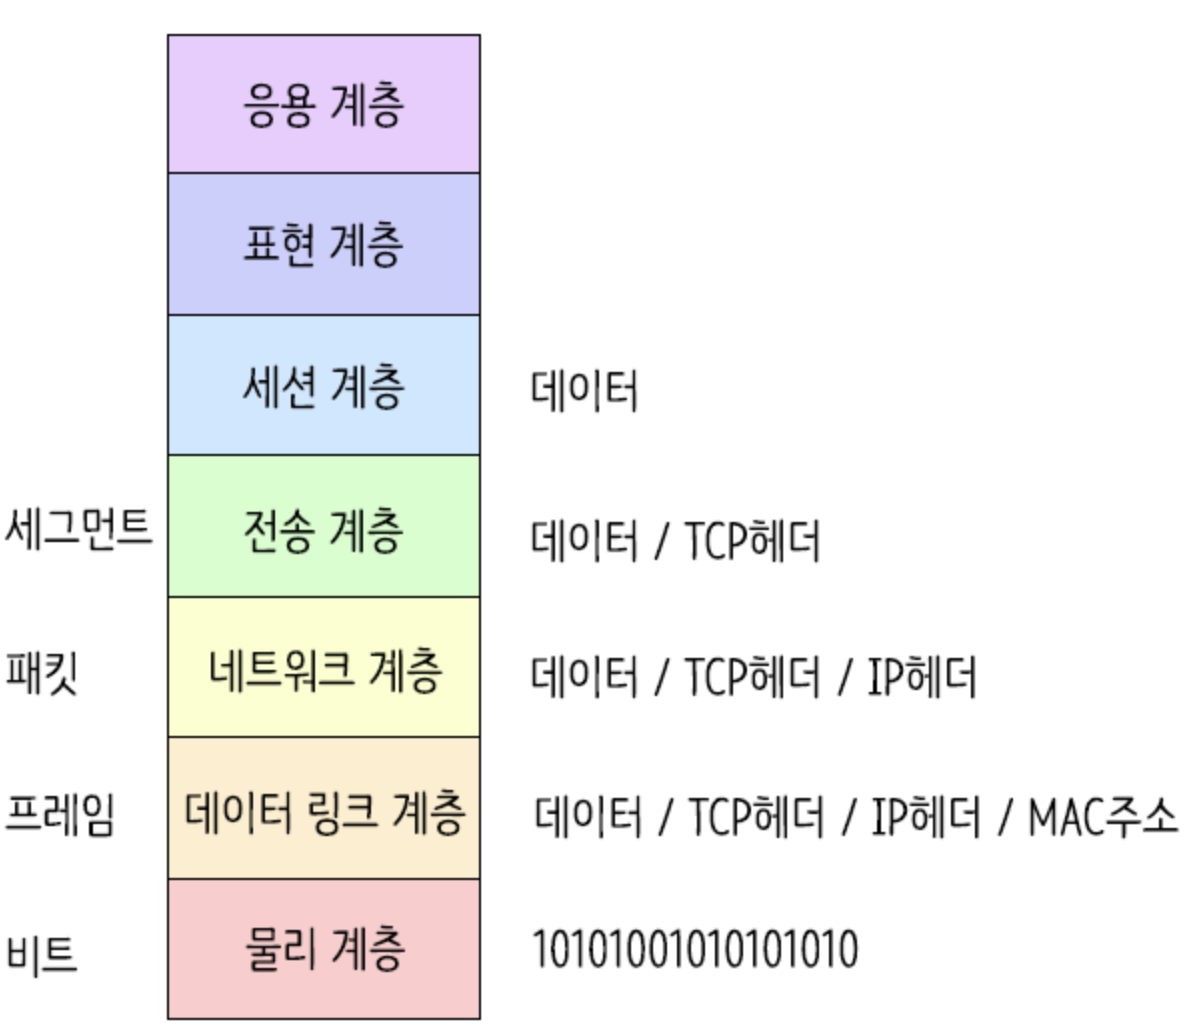 응용 계층
표현 계층
세션 계층
데이터
세그먼트
전송 계층
데이터 / TCP헤더
패킷
네트워크 계층
데이터 / TCP헤더 / IP헤더
프레임
데이터 링크 계층
데이터 / TCP헤더 / IP헤더 / MAC주소
비트
물리 계층
10101001010101010